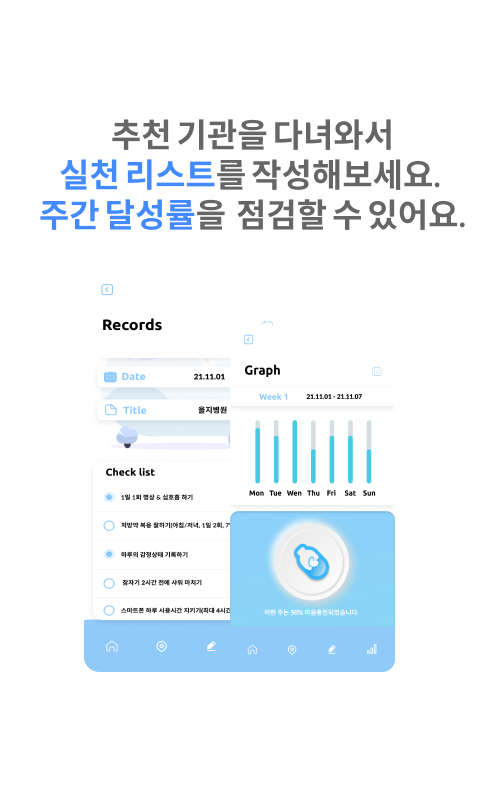 추천 기관을 다녀와서
실천 리스트를 작성해보세요.
주간 달성률을 점검할 수 있어요.
Records
Date 21.11.01
Title 을지병원
Check list
1일 1회 명상 & 심호흡 하기
처방약 복용 잘하기(아침/저녁, 1일 2회, 7
하루의 감정상태 기록하기
잠자기 2시간 전에 샤워 마치기
스마트폰 하루 사용시간 지키기(최대 4시간
Graph
Week 1 21.11.01 - 21.11.07
Mon Tue Wen Thu Fri Sat Sun
이번 주는 50% 마음충전되었습니다.